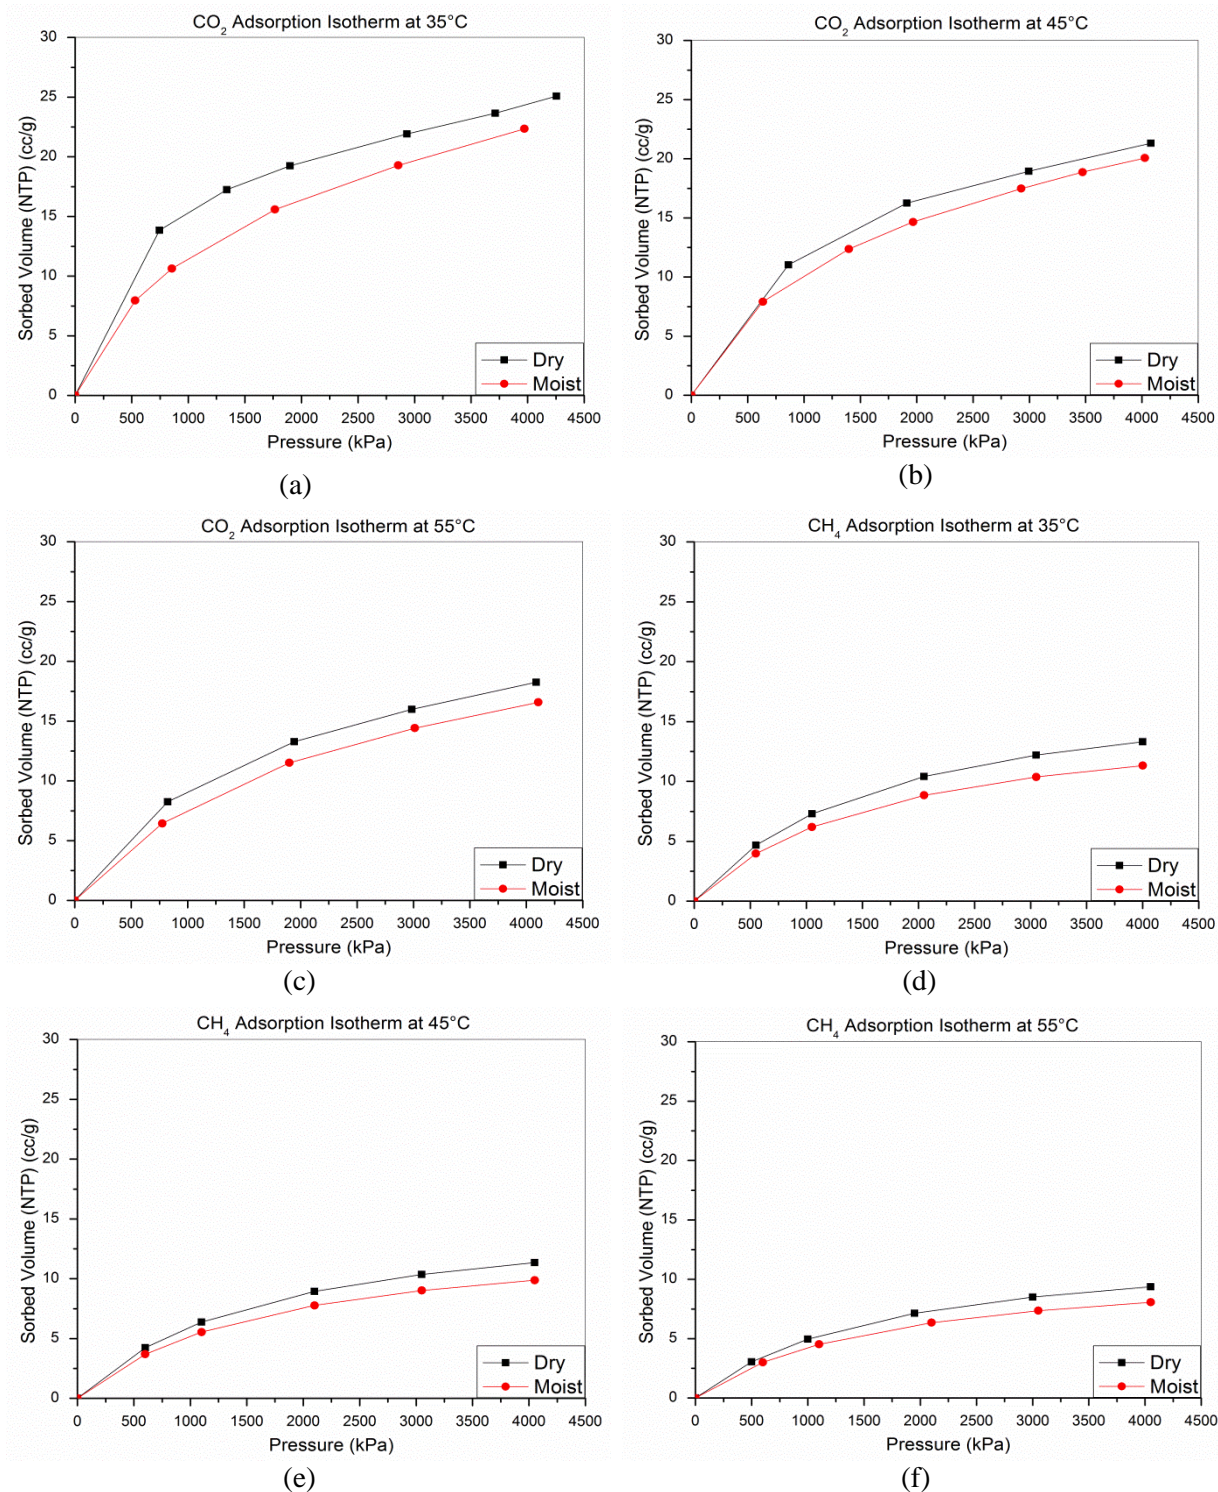 CO2 Adsorption Isotherm at 35°C
30
25
20
15
10
5
0
Sorbed Volume (NTP) (cc/g)
0 500 1000 1500 2000 2500 3000 3500 4000 4500
Pressure (kPa)
Dry
Moist
(a)
CO2 Adsorption Isotherm at 45°C
30
25
20
15
10
5
0
Sorbed Volume (NTP) (cc/g)
0 500 1000 1500 2000 2500 3000 3500 4000 4500
Pressure (kPa)
Dry
Moist
(b)
CO2 Adsorption Isotherm at 55°C
30
25
20
15
10
5
0
Sorbed Volume (NTP) (cc/g)
0 500 1000 1500 2000 2500 3000 3500 4000 4500
Pressure (kPa)
Dry
Moist
(c)
CH4 Adsorption Isotherm at 35°C
30
25
20
15
10
5
0
Sorbed Volume (NTP) (cc/g)
0 500 1000 1500 2000 2500 3000 3500 4000 4500
Pressure (kPa)
Dry
Moist
(d)
CH4 Adsorption Isotherm at 45°C
30
25
20
15
10
5
0
Sorbed Volume (NTP) (cc/g)
0 500 1000 1500 2000 2500 3000 3500 4000 4500
Pressure (kPa)
Dry
Moist
(e)
CH4 Adsorption Isotherm at 55°C
30
25
20
15
10
5
0
Sorbed Volume (NTP) (cc/g)
0 500 1000 1500 2000 2500 3000 3500 4000 4500
Pressure (kPa)
Dry
Moist
(f)